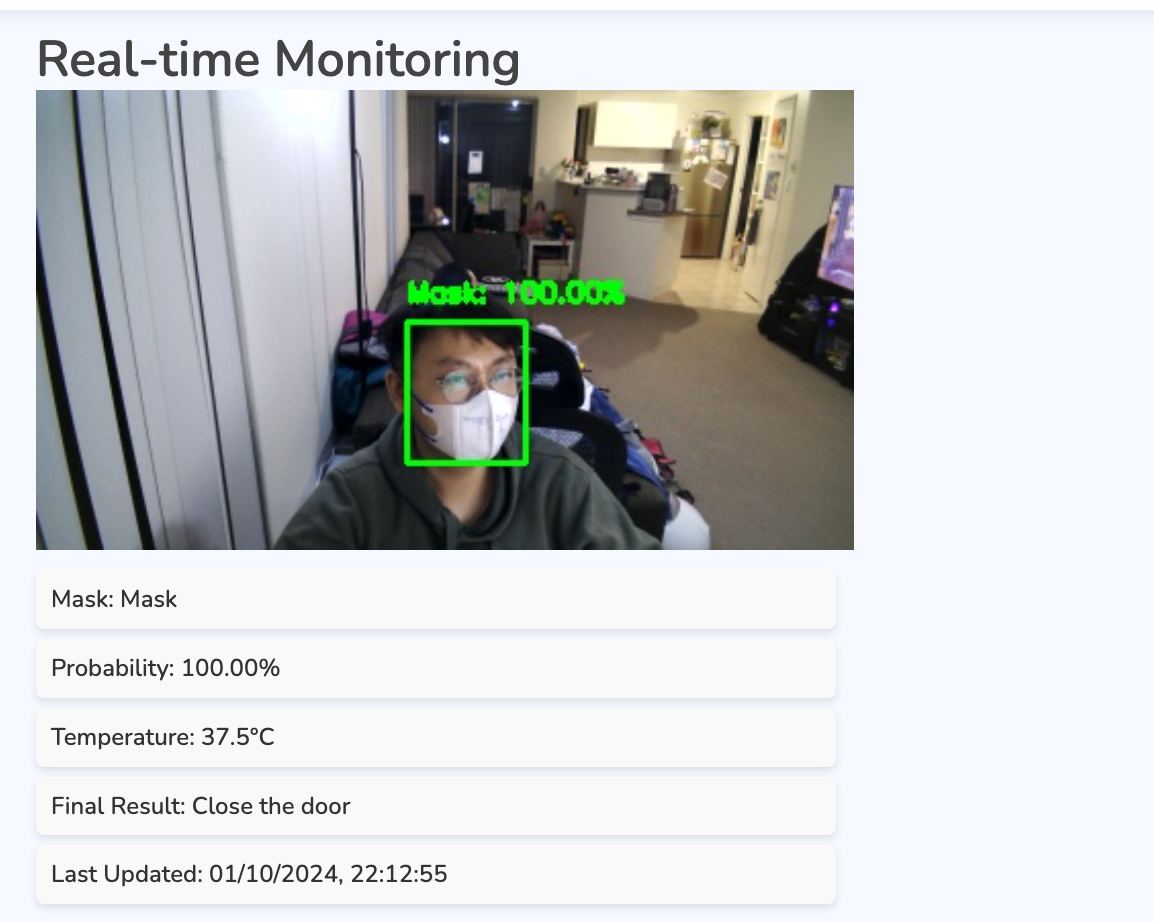 Real-time Monitoring
Mask: 100.00%
Mask: Mask
Probability: 100.00%
Temperature: 37.5°C
Final Result: Close the door
Last Updated: 01/10/2024, 22:12:55